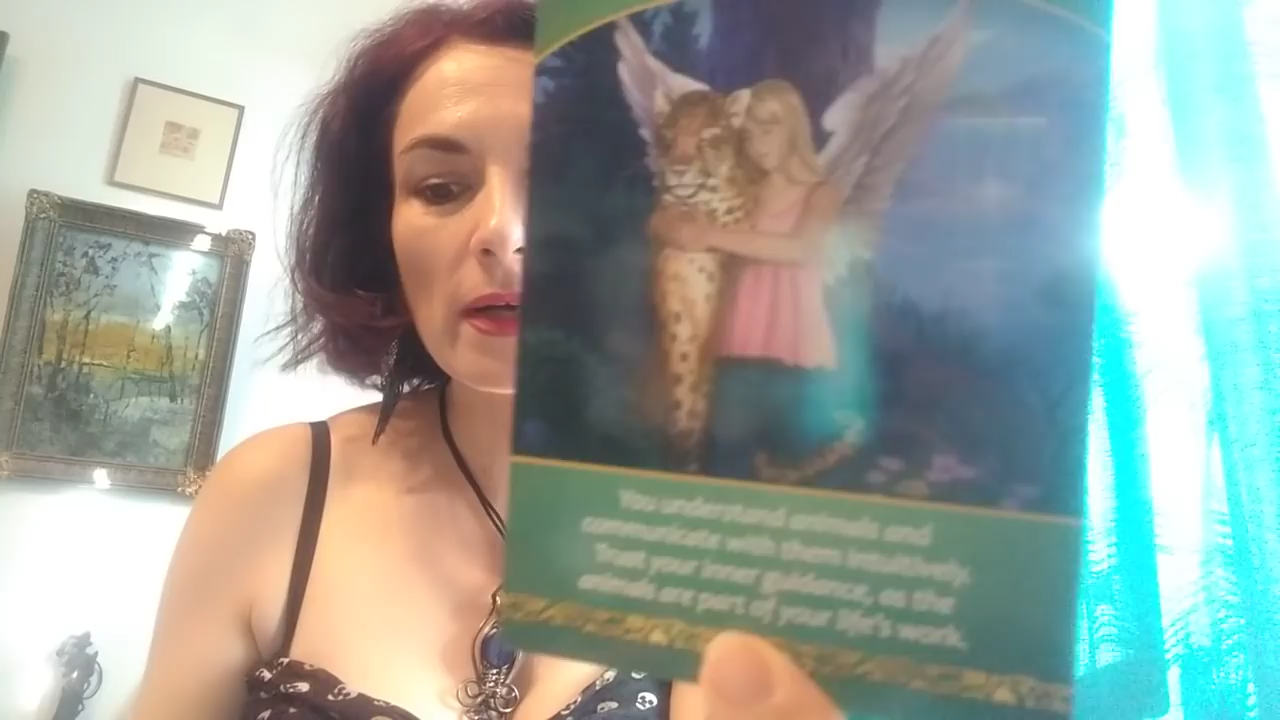 You understand animals and
communicate with them intuitively.
Trust your inner guidance, as the
animals are part of your life's work.